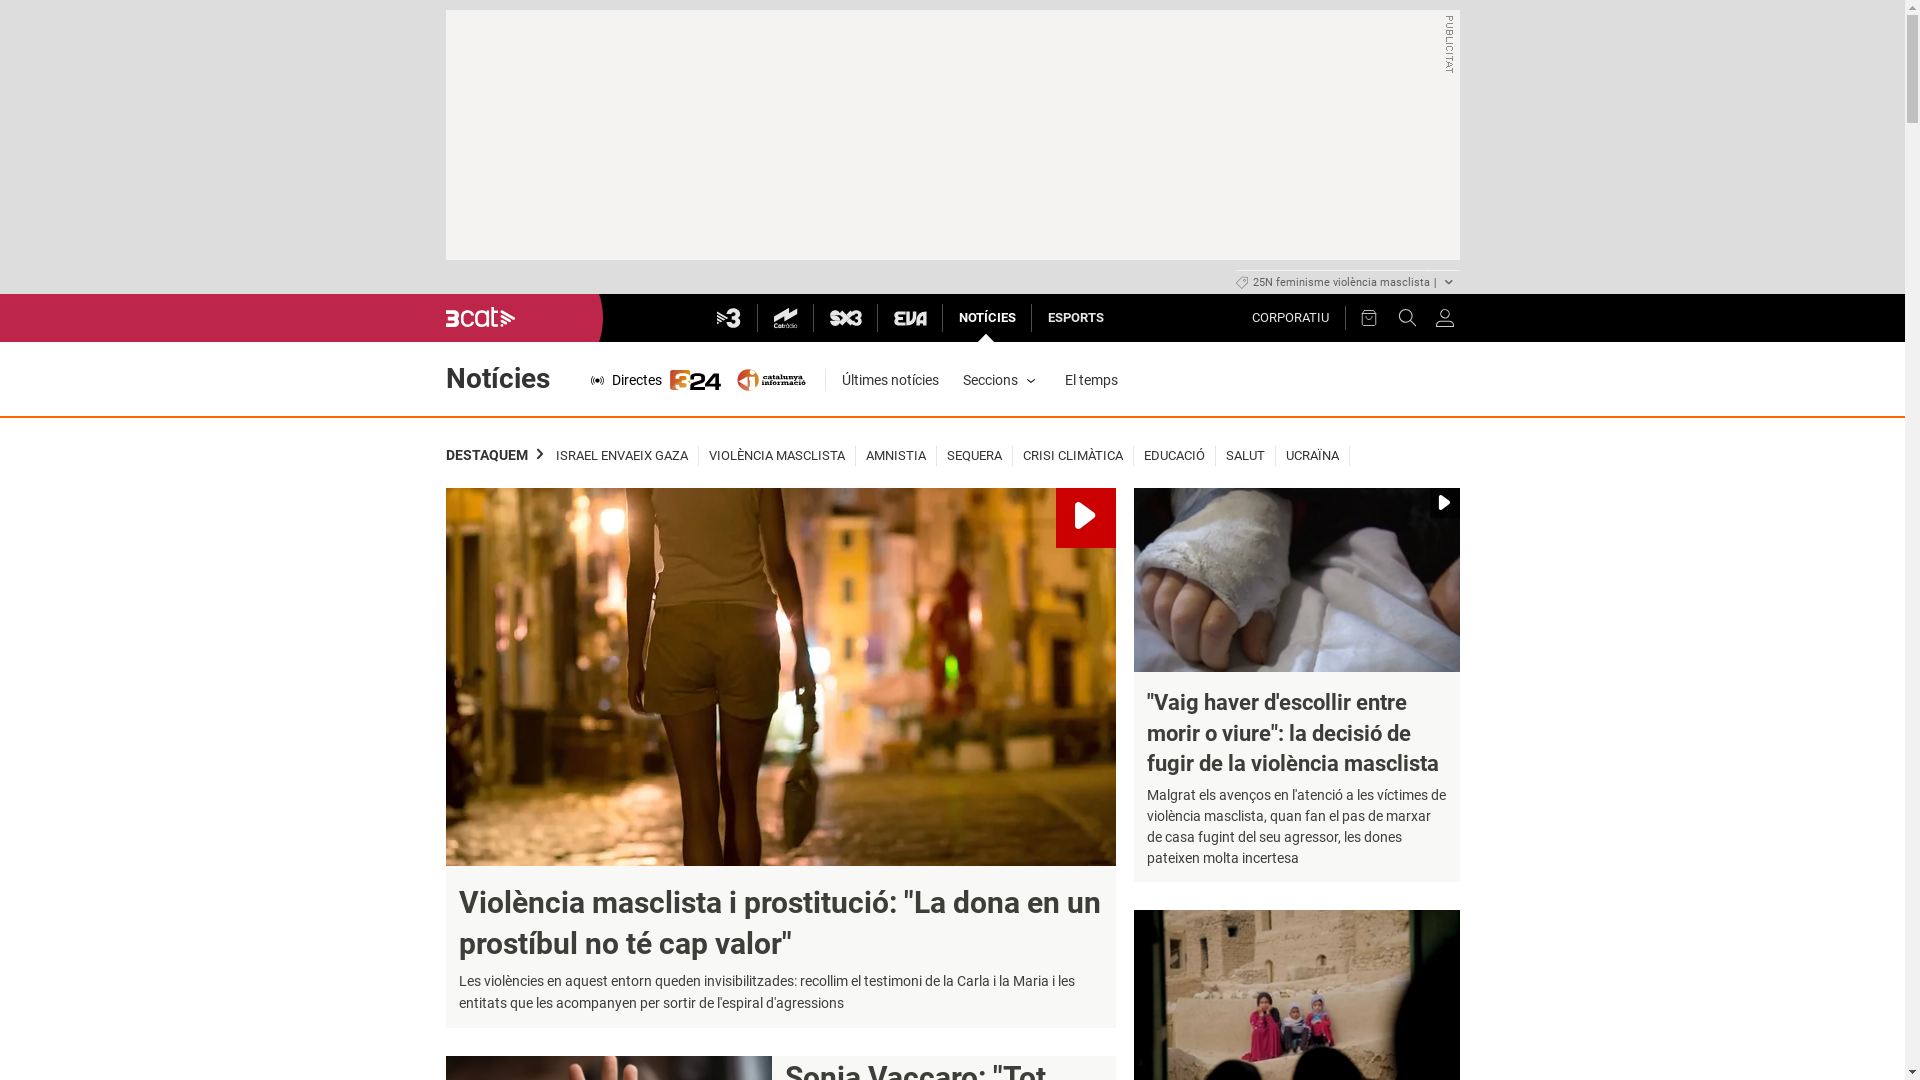 PUBLICITAT
25N feminisme violència masclista |
3cat
3
Catràdio
SX3
EVA
NOTÍCIES
ESPORTS
CORPORATIU
Notícies
Directes
324
catalunya
informació
Últimes notícies
Seccions
El temps
DESTAQUEM
ISRAEL ENVAEIX GAZA
VIOLÈNCIA MASCLISTA
AMNISTIA
SEQUERA
CRISI CLIMÀTICA
EDUCACIÓ
SALUT
UCRAÏNA
Violència masclista i prostitució: "La dona en un
prostíbul no té cap valor"
Les violències en aquest entorn queden invisibilitzades: recollim el testimoni de la Carla i la Maria i les
entitats que les acompanyen per sortir de l'espiral d'agressions
"Vaig haver d'escollir entre
morir o viure": la decisió de
fugir de la violència masclista
Malgrat els avenços en l'atenció a les víctimes de
violència masclista, quan fan el pas de marxar
de casa fugint del seu agressor, les dones
pateixen molta incertesa
Sonia Vaccaro: "Tot